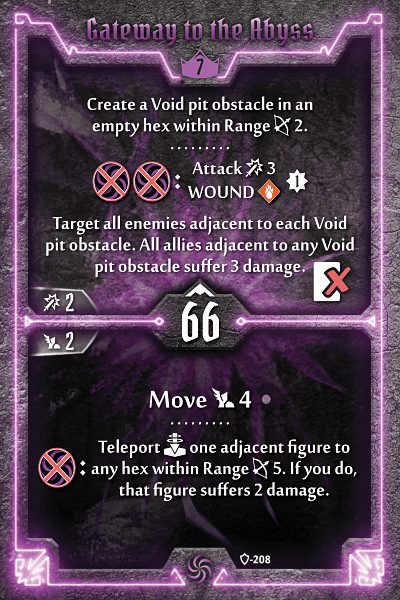 Gateway to the Abyss
7
Create a Void pit obstacle in an
empty hex within Range 2.
: Attack 3
WOUND 1
Target all enemies adjacent to each Void
pit obstacle. All allies adjacent to any Void
pit obstacle suffer 3 damage.
2
66
2
Move 4
: Teleport one adjacent figure to
any hex within Range 5. If you do,
that figure suffers 2 damage.
-208